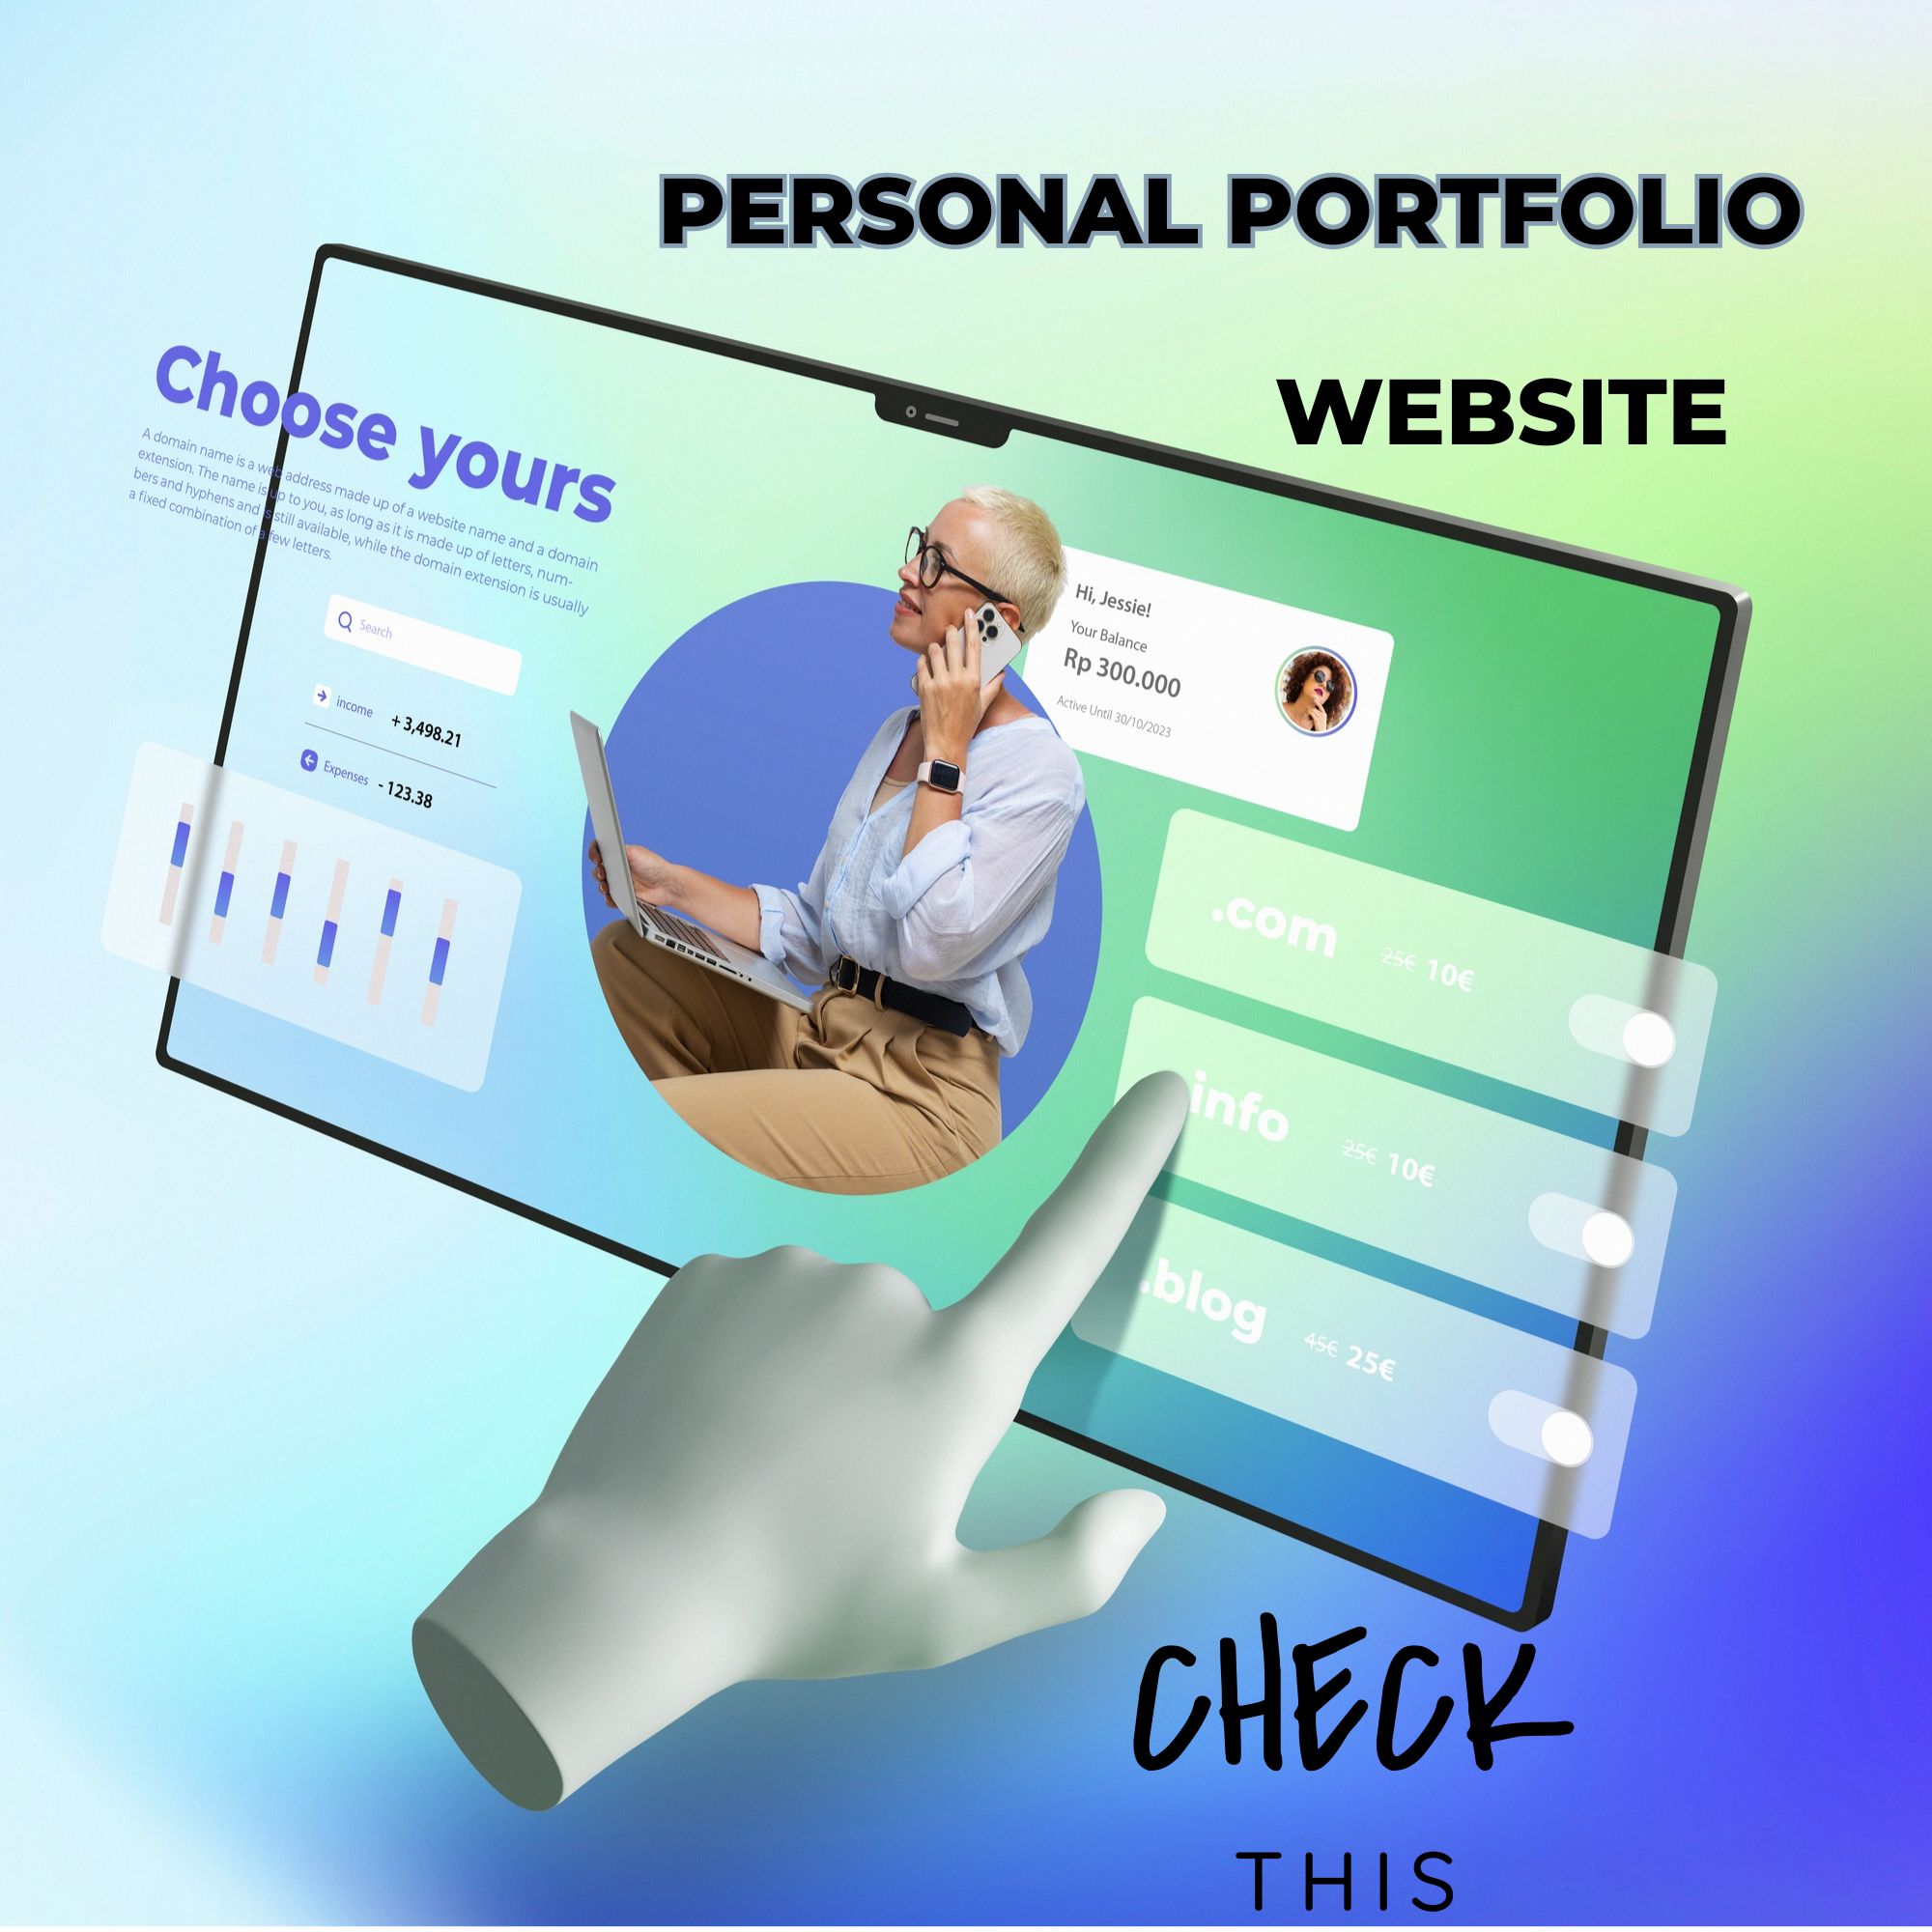 PERSONAL PORTFOLIO
WEBSITE
Choose yours
A domain name is a web address made up of a website name and a domain
extension. The name is up to you, as long as it is made up of letters, num-
bers and hyphens and is still available, while the domain extension is usually
a fixed combination of a few letters.
Search
income + 3,498.21
Expenses - 123.38
Hi, Jessie!
Your Balance
Rp 300.000
Active Until 30/10/2023
.com 25€ 10€
info 25€ 10€
.blog 45€ 25€
CHECK
THIS